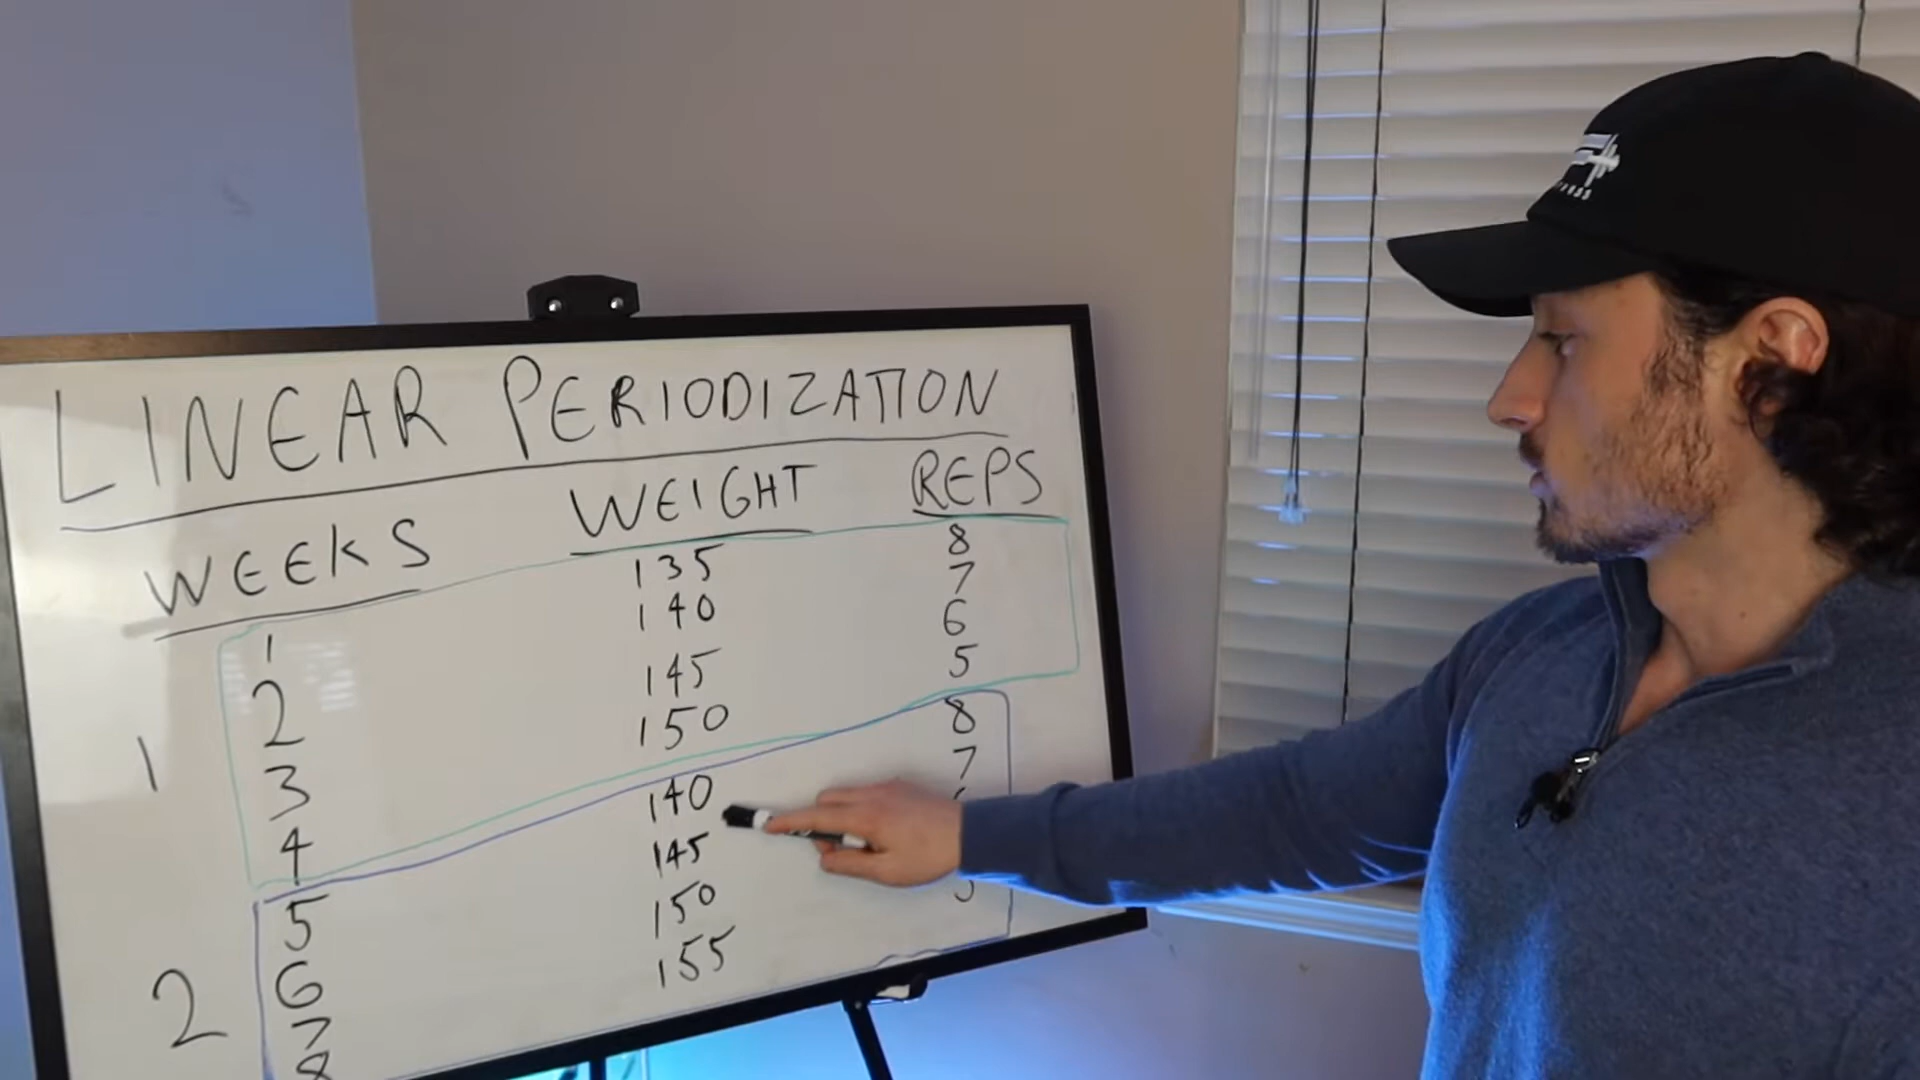 LINEAR PERIODIZATION
WEEKS WEIGHT REPS
1 135 8
2 140 7
3 145 6
4 150 5
5 140 8
6 145 7
7 150
8 155
1
2